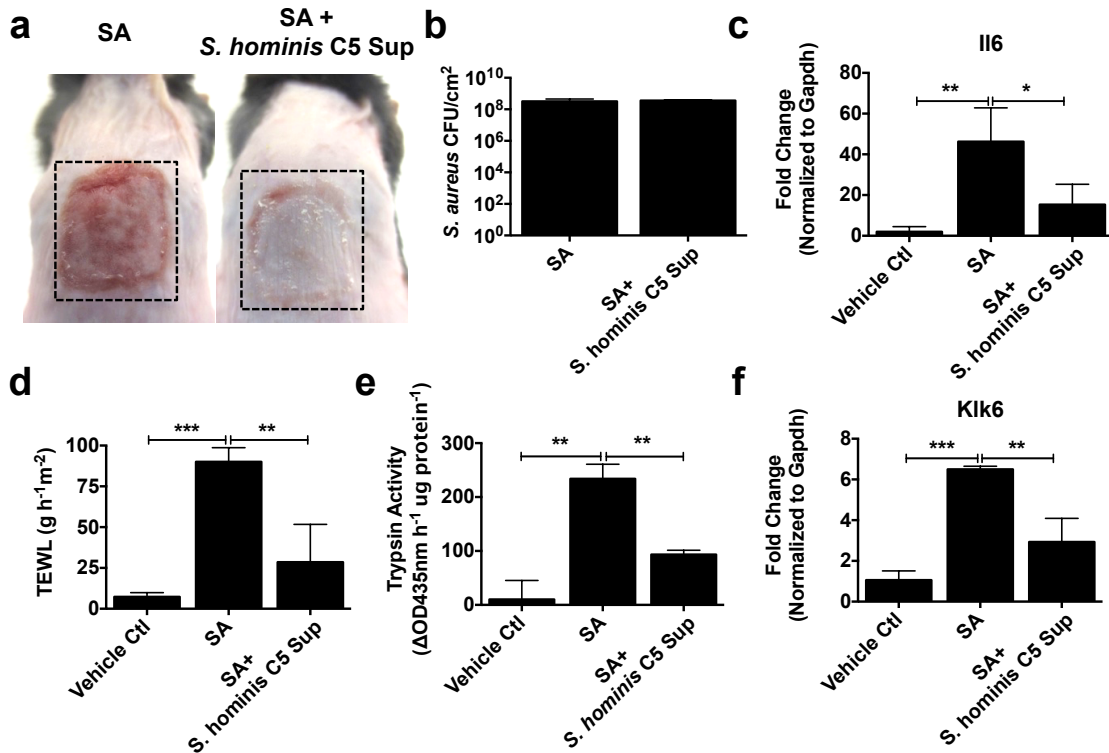 a
SA
SA +
S. hominis C5 Sup
b
S. aureus CFU/cm²
10¹⁰
10⁸
10⁶
10⁴
10²
10⁰
SA
SA+
S. hominis C5 Sup
c
Il6
Fold Change
(Normalized to Gapdh)
80
60
40
20
0
**
*
Vehicle Ctl
SA
SA+
S. hominis C5 Sup
d
TEWL (g h⁻¹m⁻²)
100
75
50
25
0
***
**
Vehicle Ctl
SA
SA+
S. hominis C5 Sup
e
Trypsin Activity
(ΔOD435nm h⁻¹ ug protein⁻¹)
300
200
100
0
**
**
Vehicle Ctl
SA
SA+
S. hominis C5 Sup
f
Klk6
Fold Change
(Normalized to Gapdh)
8
6
4
2
0
***
**
Vehicle Ctl
SA
SA+
S. hominis C5 Sup